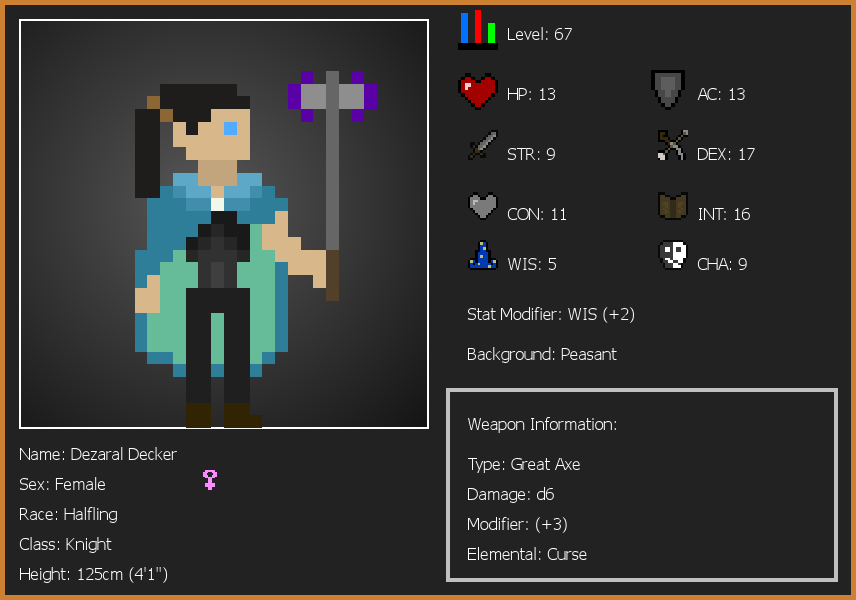 Level: 67
HP: 13
AC: 13
STR: 9
DEX: 17
CON: 11
INT: 16
WIS: 5
CHA: 9
Stat Modifier: WIS (+2)
Background: Peasant
Weapon Information:
Type: Great Axe
Damage: d6
Modifier: (+3)
Elemental: Curse
Name: Dezaral Decker
Sex: Female
Race: Halfling
Class: Knight
Height: 125cm (4'1")